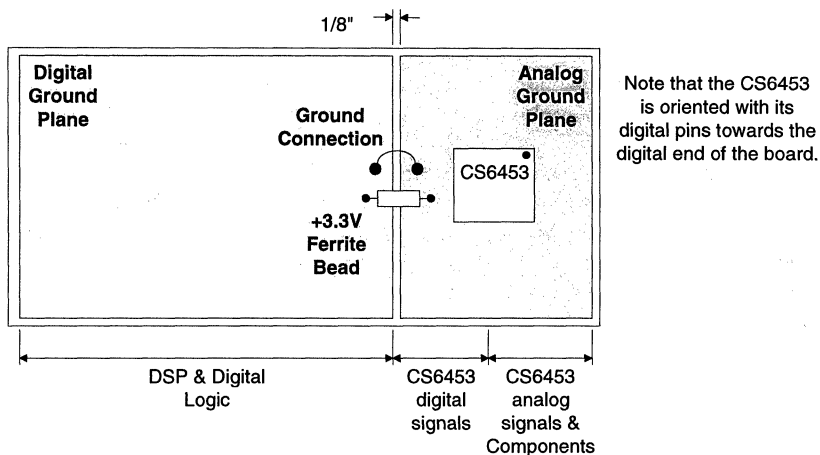 1/8"
Digital
Ground
Plane
Ground
Connection
Analog
Ground
Plane
CS6453
+3.3V
Ferrite
Bead
Note that the CS6453
is oriented with its
digital pins towards the
digital end of the board.
DSP & Digital
Logic
CS6453
digital
signals
CS6453
analog
signals &
Components